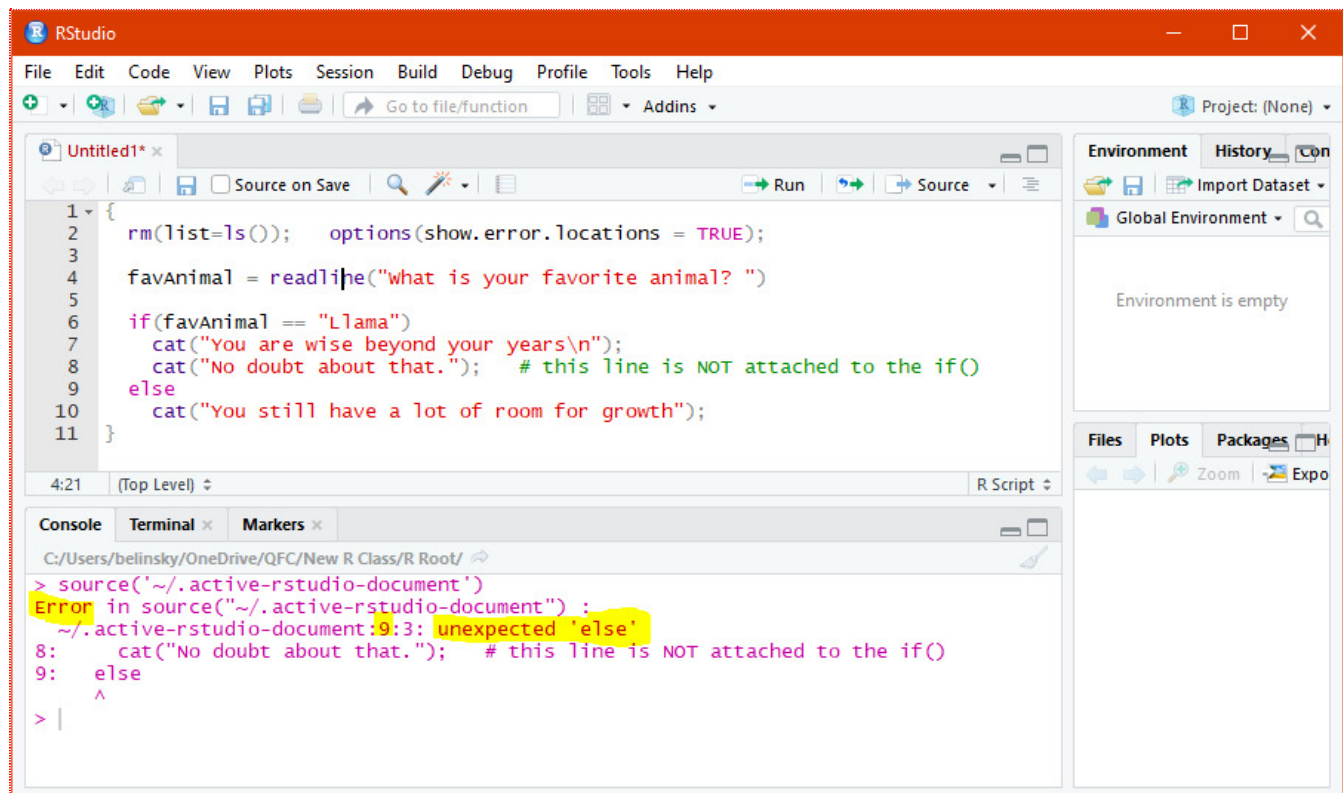 RStudio
File Edit Code View Plots Session Build Debug Profile Tools Help
Go to file/function Addins Project: (None)
Untitled1*
Source on Save Run Source
1 {
2 rm(list=ls()); options(show.error.locations = TRUE);
3
4 favAnimal = readline("What is your favorite animal? ")
5
6 if(favAnimal == "Llama")
7 cat("You are wise beyond your years\n");
8 cat("No doubt about that."); # this line is NOT attached to the if()
9 else
10 cat("You still have a lot of room for growth");
11 }
4:21 (Top Level) R Script
Console Terminal Markers
C:/Users/belinsky/OneDrive/QFC/New R Class/R Root/
> source('~/.active-rstudio-document')
Error in source("~/.active-rstudio-document") :
~/.active-rstudio-document:9:3: unexpected 'else'
8: cat("No doubt about that."); # this line is NOT attached to the if()
9: else
^
>
Environment History Con
Import Dataset
Global Environment
Environment is empty
Files Plots Packages H
Zoom Expo